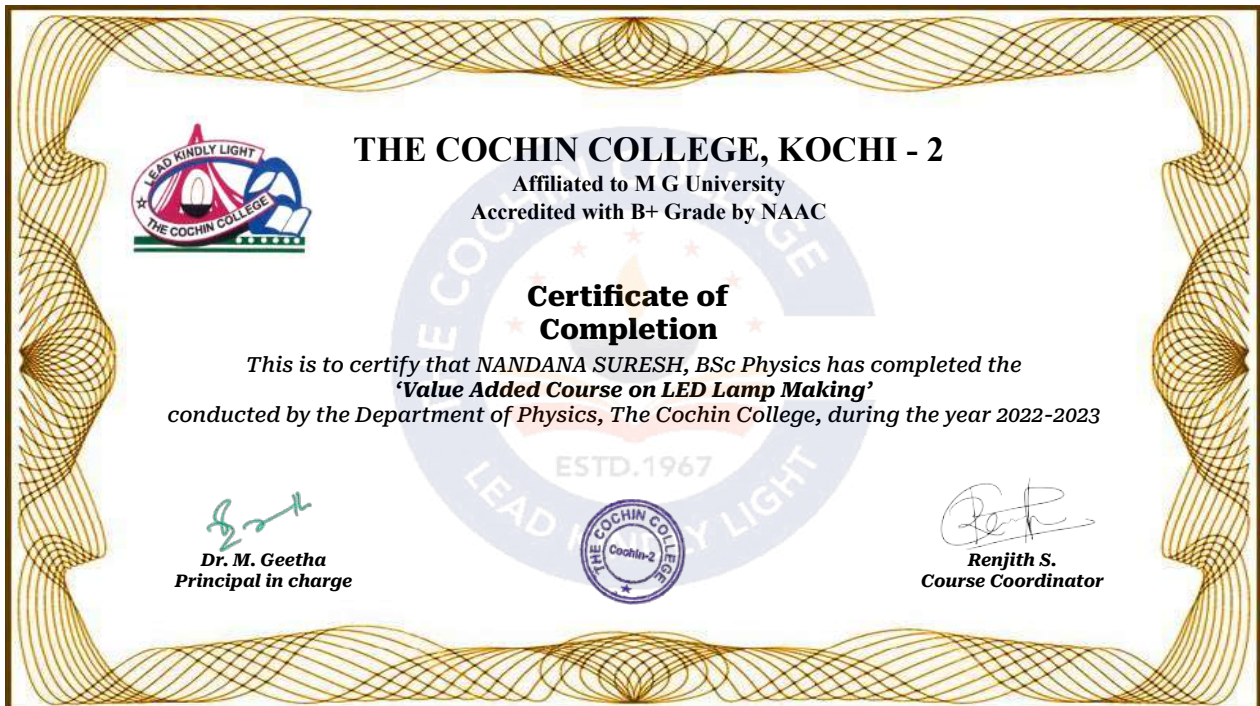 LEAD KINDLY LIGHT
THE COCHIN COLLEGE
THE COCHIN COLLEGE, KOCHI - 2
Affiliated to M G University
Accredited with B+ Grade by NAAC
THE COCHIN COLLEGE
Certificate of
Completion
This is to certify that NANDANA SURESH, BSc Physics has completed the
‘Value Added Course on LED Lamp Making’
conducted by the Department of Physics, The Cochin College, during the year 2022-2023
ESTD.1967
LEAD KINDLY LIGHT
Dr. M. Geetha
Principal in charge
THE COCHIN COLLEGE
Cochin-2
Renjith S.
Course Coordinator